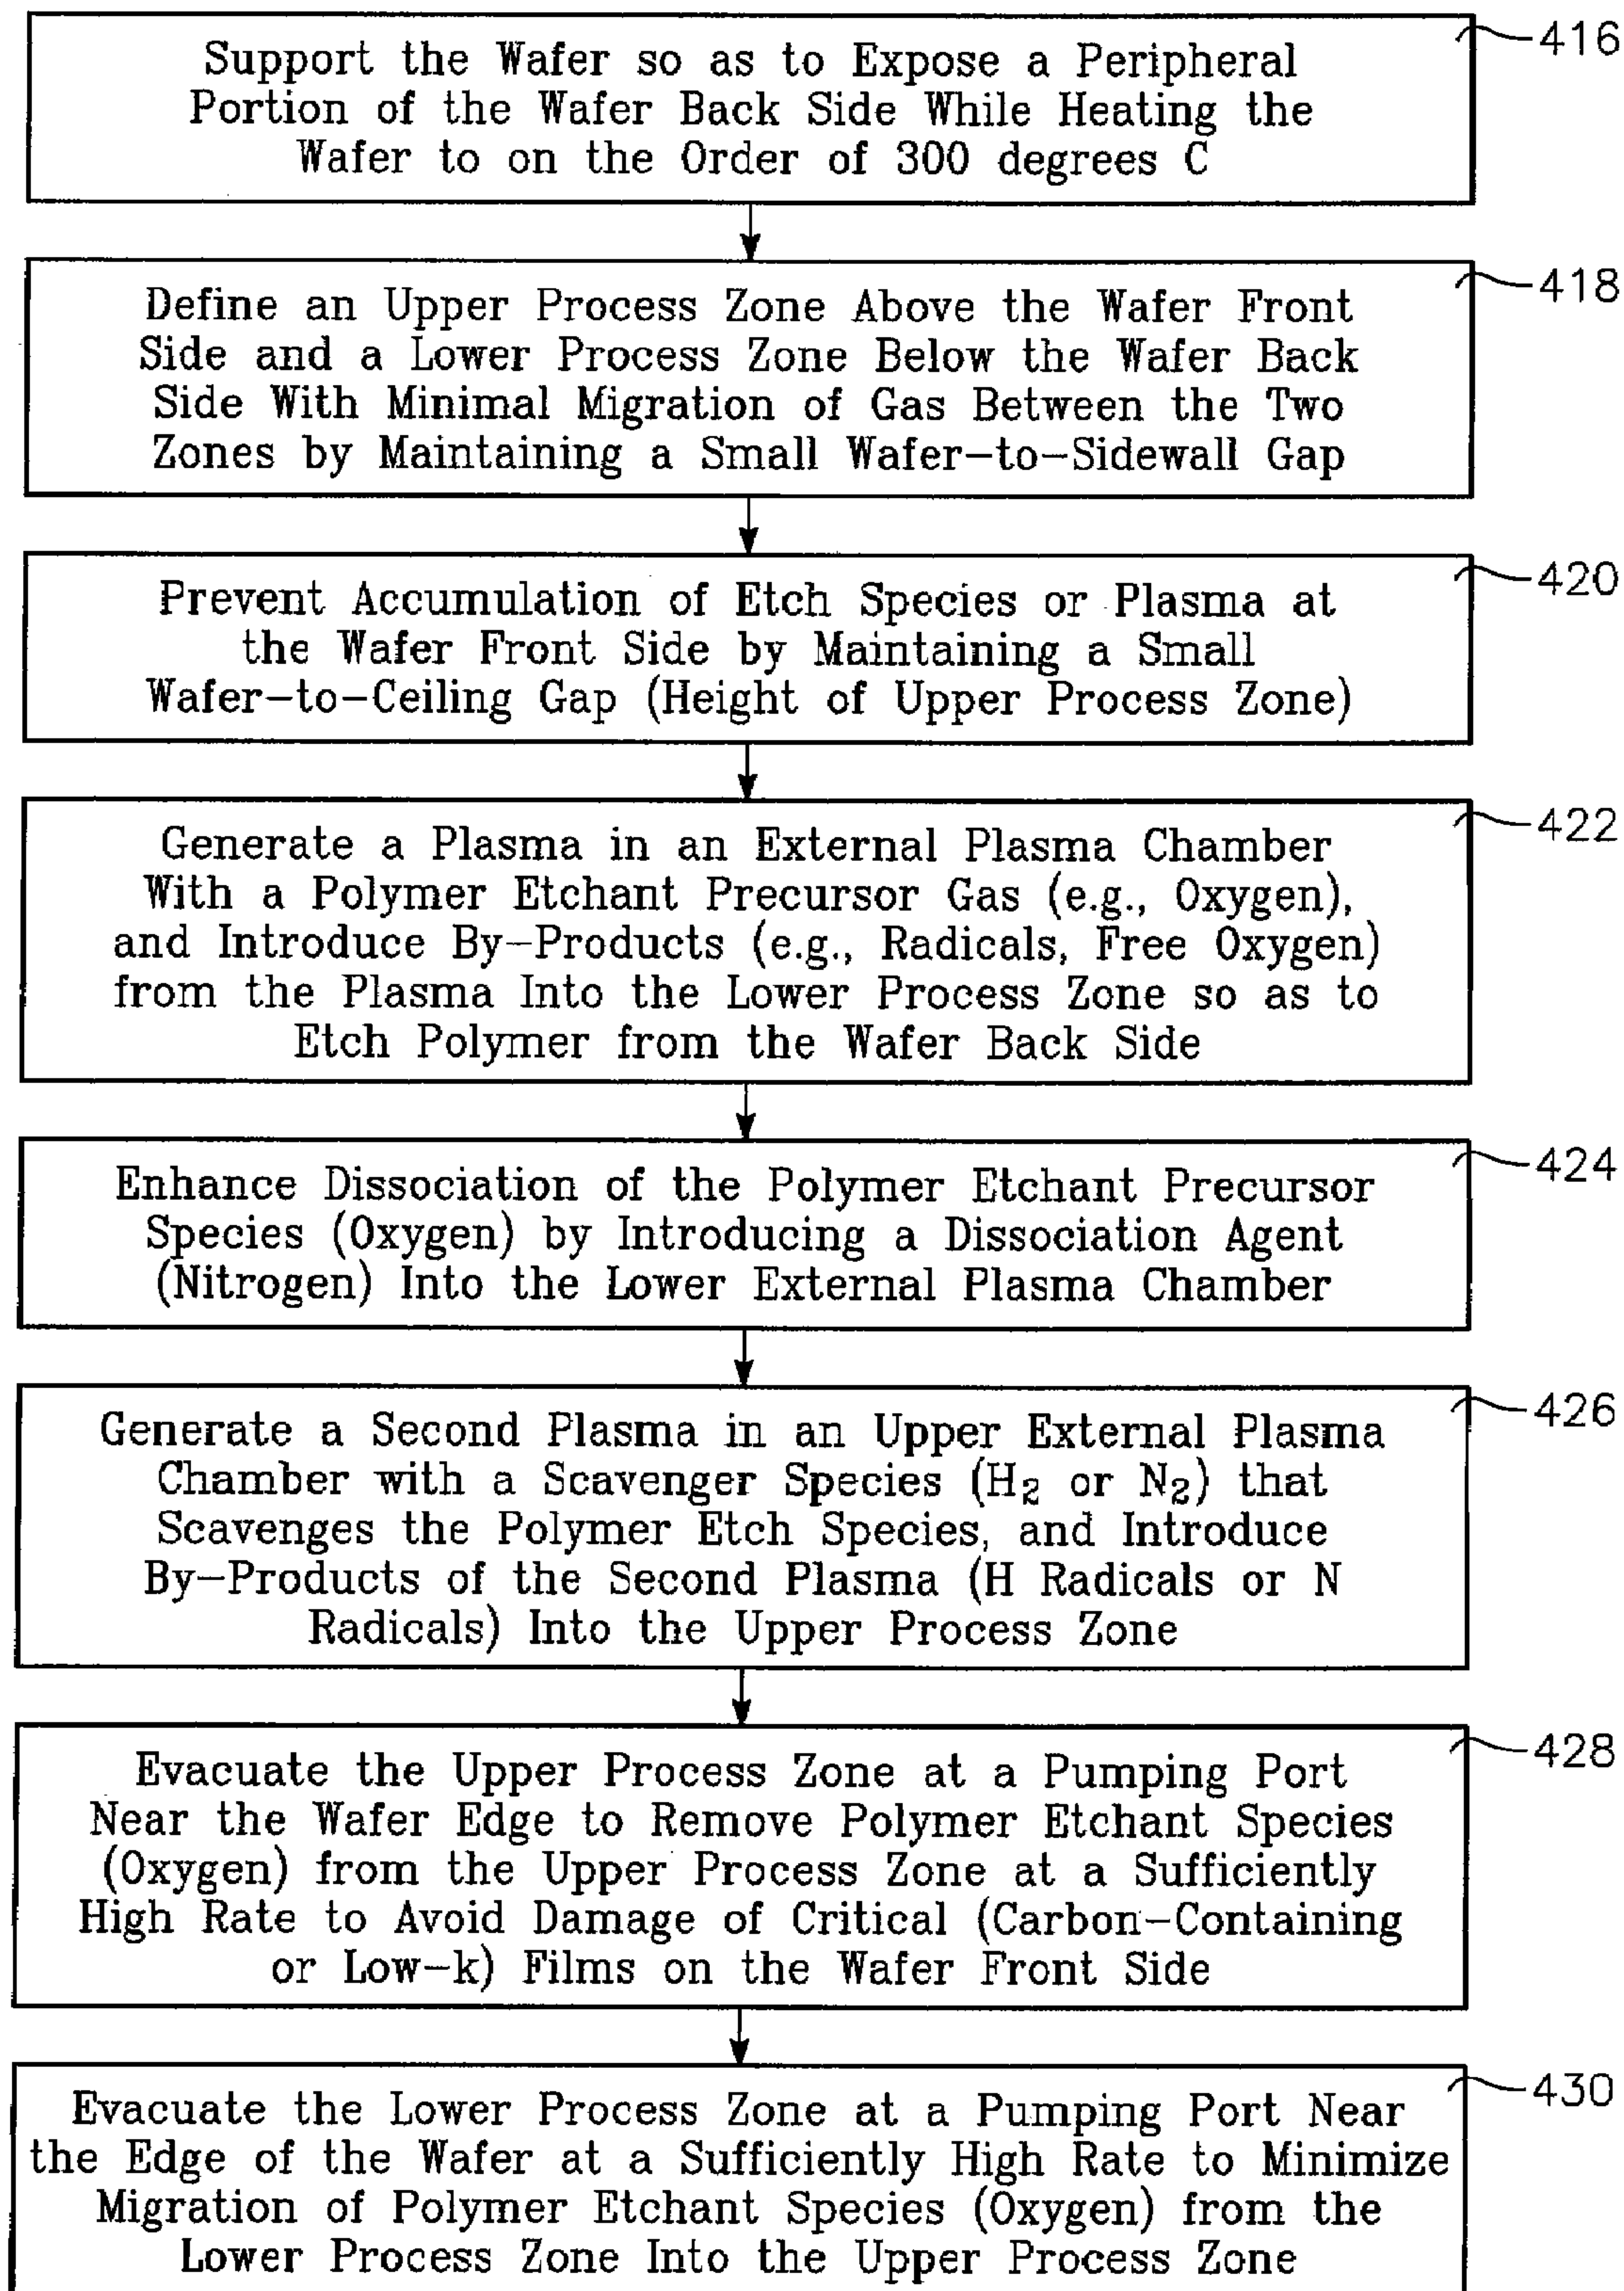 Support the Wafer so as to Expose a Peripheral
Portion of the Wafer Back Side While Heating the
Wafer to on the Order of 300 degrees C
416
Define an Upper Process Zone Above the Wafer Front
Side and a Lower Process Zone Below the Wafer Back
Side With Minimal Migration of Gas Between the Two
Zones by Maintaining a Small Wafer-to-Sidewall Gap
418
Prevent Accumulation of Etch Species or Plasma at
the Wafer Front Side by Maintaining a Small
Wafer-to-Ceiling Gap (Height of Upper Process Zone)
420
Generate a Plasma in an External Plasma Chamber
With a Polymer Etchant Precursor Gas (e.g., Oxygen),
and Introduce By-Products (e.g., Radicals, Free Oxygen)
from the Plasma Into the Lower Process Zone so as to
Etch Polymer from the Wafer Back Side
422
Enhance Dissociation of the Polymer Etchant Precursor
Species (Oxygen) by Introducing a Dissociation Agent
(Nitrogen) Into the Lower External Plasma Chamber
424
Generate a Second Plasma in an Upper External Plasma
Chamber with a Scavenger Species (H₂ or N₂) that
Scavenges the Polymer Etch Species, and Introduce
By-Products of the Second Plasma (H Radicals or N
Radicals) Into the Upper Process Zone
426
Evacuate the Upper Process Zone at a Pumping Port
Near the Wafer Edge to Remove Polymer Etchant Species
(Oxygen) from the Upper Process Zone at a Sufficiently
High Rate to Avoid Damage of Critical (Carbon-Containing
or Low-k) Films on the Wafer Front Side
428
Evacuate the Lower Process Zone at a Pumping Port Near
the Edge of the Wafer at a Sufficiently High Rate to Minimize
Migration of Polymer Etchant Species (Oxygen) from the
Lower Process Zone Into the Upper Process Zone
430